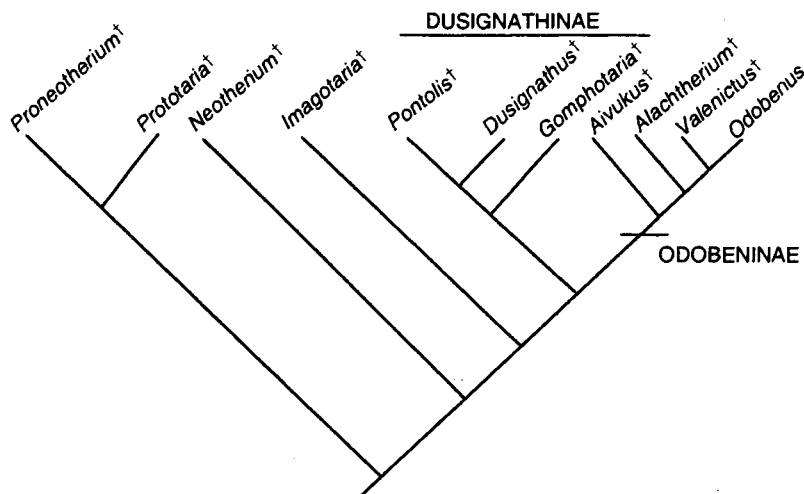 DUSIGNATHINAE
Proneotherium†
Prototaria†
Neotherium†
Imagotaria†
Pontolis†
Dusignathus†
Gomphotaria†
Aivukus†
Alachtherium†
Valenictus†
Odobenus
ODOBENINAE